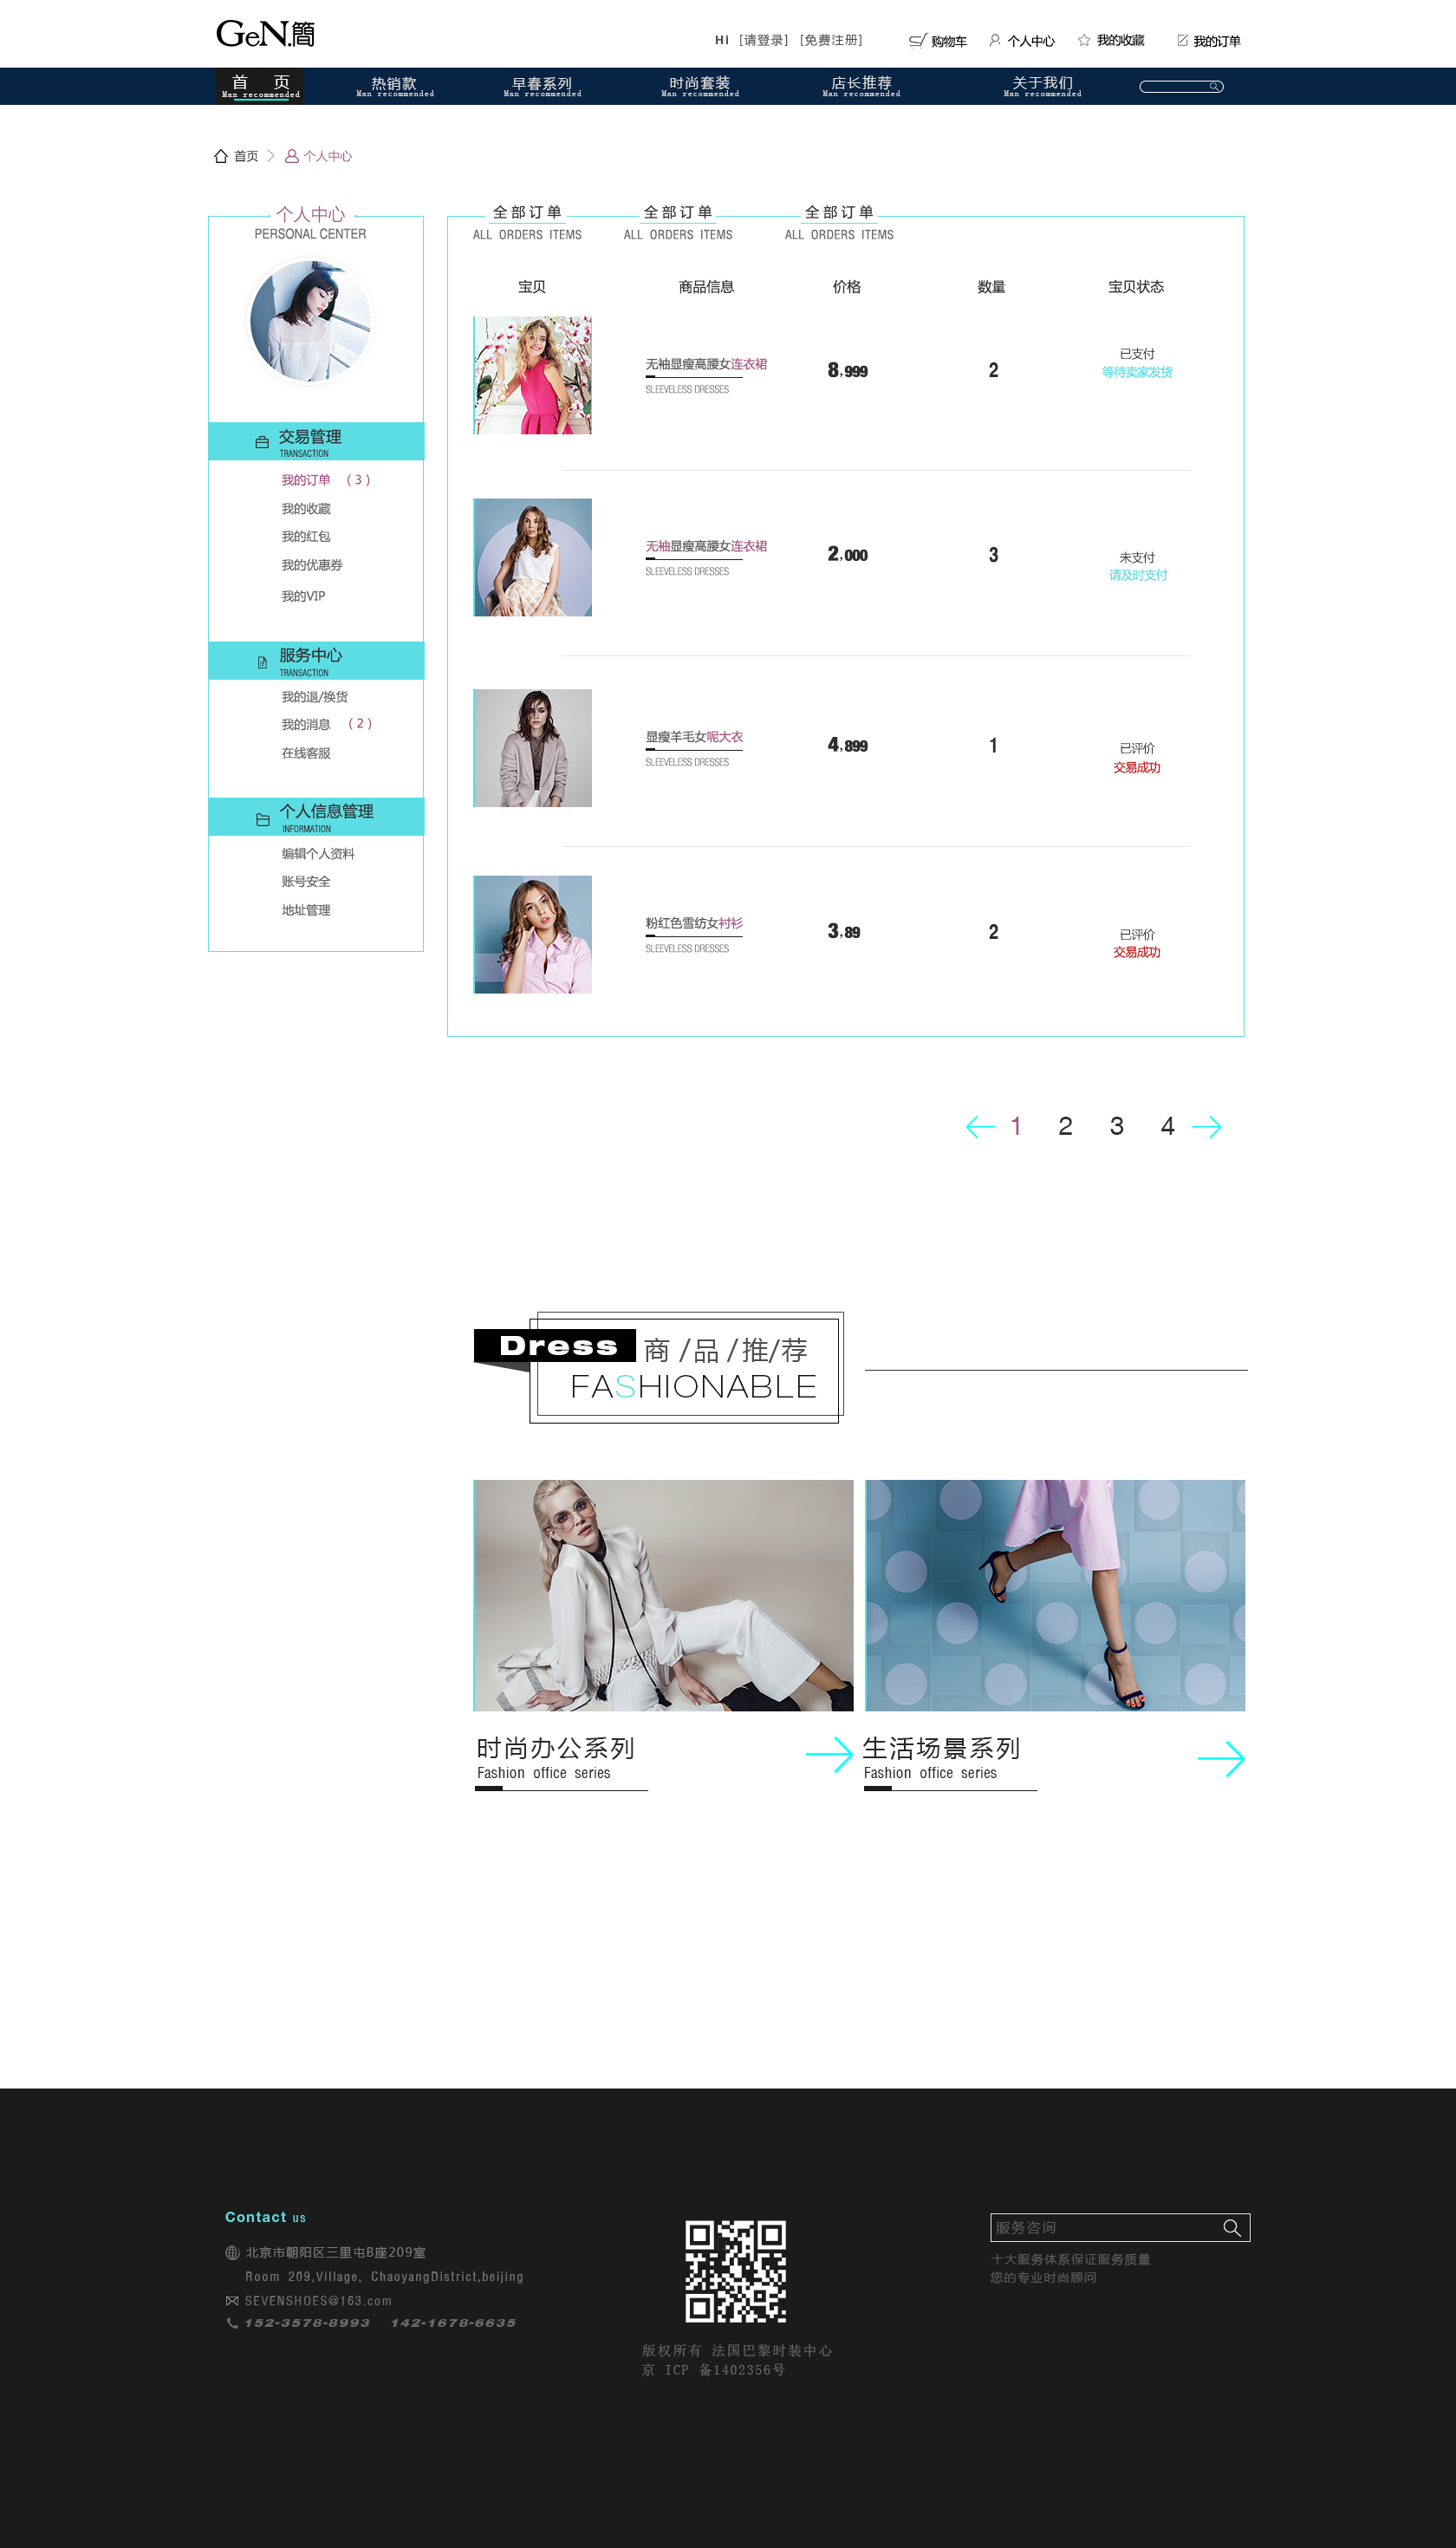 GeN.簡
HI [请登录] [免费注册] 购物车 个人中心 我的收藏 我的订单
首 页 热销款 早春系列 时尚套装 店长推荐 关于我们
Man recommended Man recommended Man recommended Man recommended Man recommended Man recommended
首页 个人中心
个人中心
PERSONAL CENTER
交易管理
TRANSACTION
我的订单 (3)
我的收藏
我的红包
我的优惠券
我的VIP
服务中心
TRANSACTION
我的退/换货
我的消息 (2)
在线客服
个人信息管理
INFORMATION
编辑个人资料
账号安全
地址管理
全部订单 全部订单 全部订单
ALL ORDERS ITEMS ALL ORDERS ITEMS ALL ORDERS ITEMS
宝贝 商品信息 价格 数量 宝贝状态
无袖显瘦高腰女连衣裙 8,999 2 已支付
SLEEVELESS DRESSES 等待卖家发货
无袖显瘦高腰女连衣裙 2,000 3 未支付
SLEEVELESS DRESSES 请及时支付
显瘦羊毛女呢大衣 4,899 1 已评价
SLEEVELESS DRESSES 交易成功
粉红色雪纺女衬衫 3,89 2 已评价
SLEEVELESS DRESSES 交易成功
1 2 3 4
Dress 商/品/推/荐
FASHIONABLE
时尚办公系列
Fashion office series
生活场景系列
Fashion office series
Contact us
北京市朝阳区三里屯B座209室
Room 209,Village, ChaoyangDistrict,beijing
SEVENSHOES@163.com
152-3578-8993 142-1678-6635
版权所有 法国巴黎时装中心
京 ICP 备1402356号
服务咨询
十大服务体系保证服务质量
您的专业时尚顾问